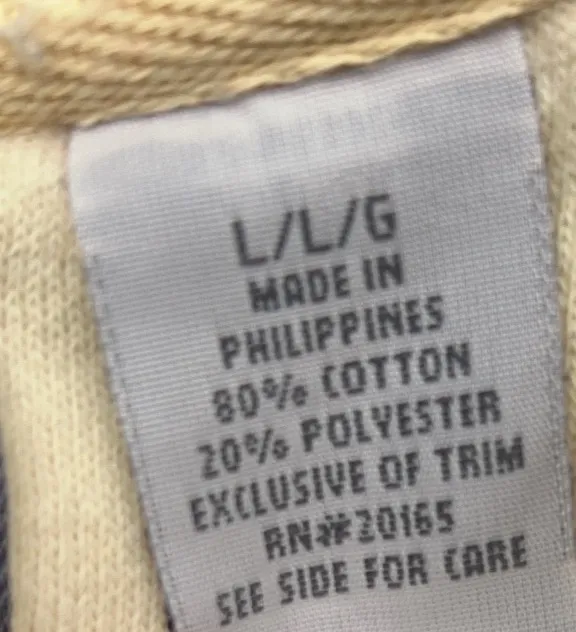 L/L/G
MADE IN
PHILIPPINES
80% COTTON
20% POLYESTER
EXCLUSIVE OF TRIM
RN#20165
SEE SIDE FOR CARE